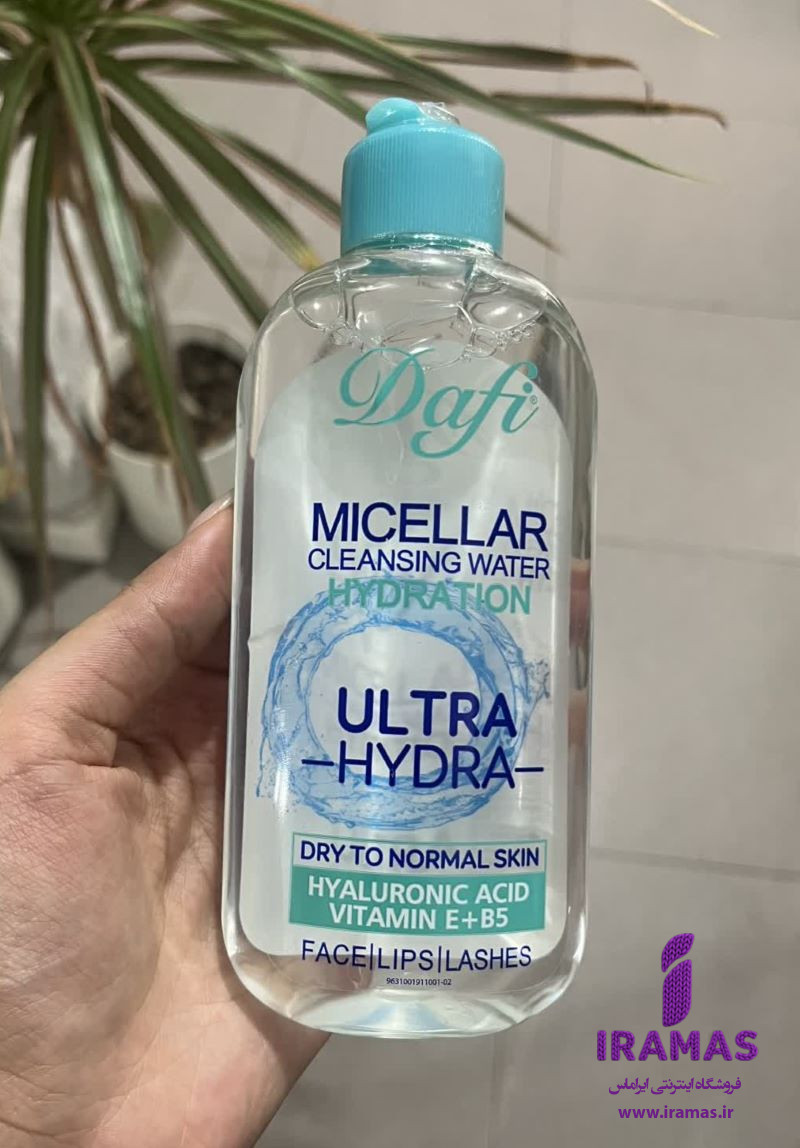 Dafi®
MICELLAR
CLEANSING WATER
HYDRATION
ULTRA
—HYDRA—
DRY TO NORMAL SKIN
HYALURONIC ACID
VITAMIN E+B5
FACE|LIPS|LASHES
9631001911001-02
IRAMAS
فروشگاه اینترنتی ایراماس
www.iramas.ir